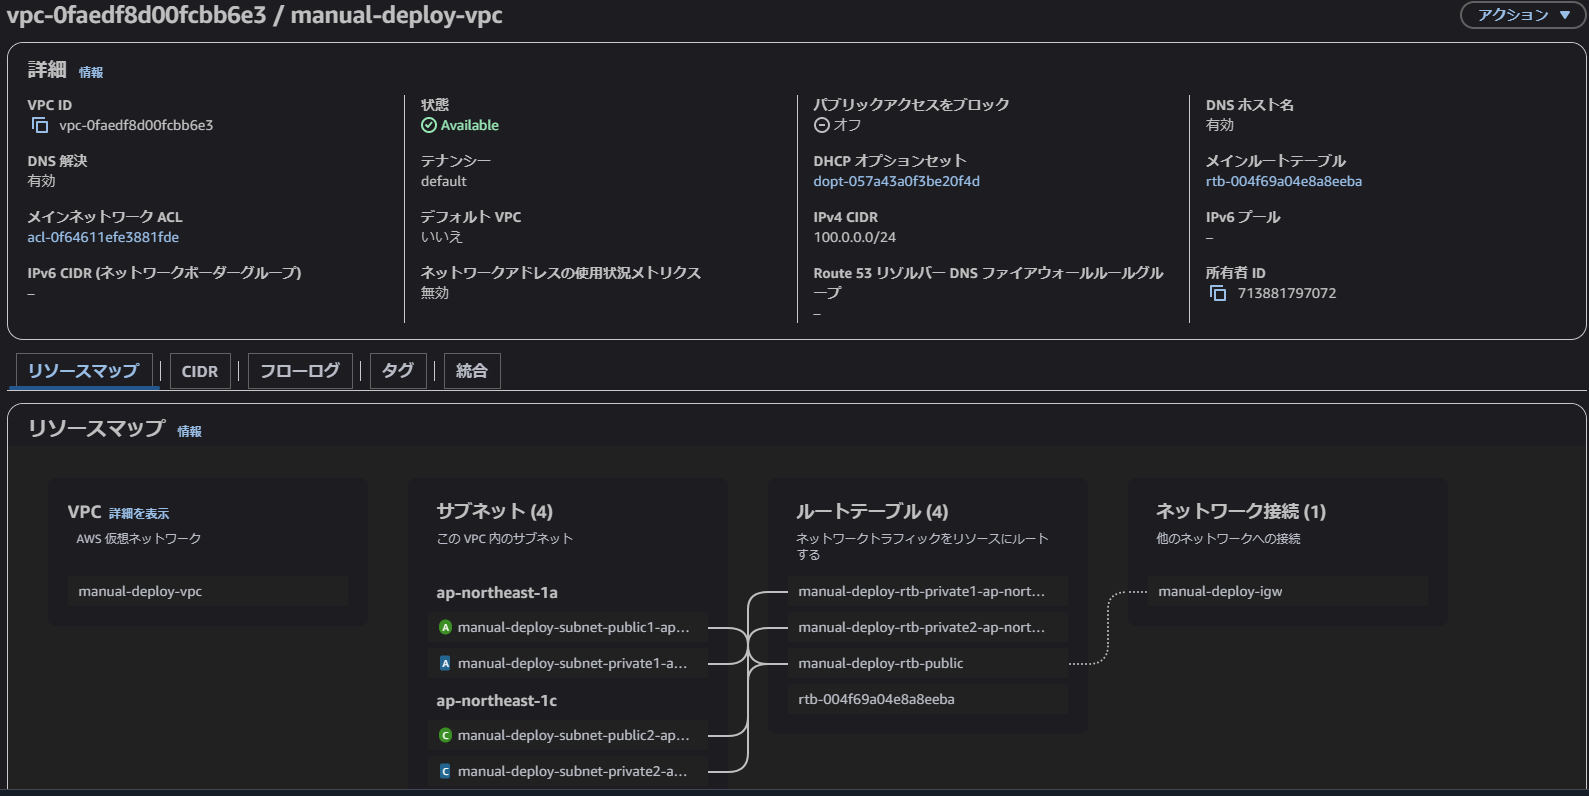 vpc-0faedf8d00fcbb6e3 / manual-deploy-vpc
アクション
詳細 情報
VPC ID
vpc-0faedf8d00fcbb6e3
状態
Available
パブリックアクセスをブロック
オフ
DNS ホスト名
有効
DNS 解決
有効
テナンシー
default
DHCP オプションセット
dopt-057a43a0f3be20f4d
メインルートテーブル
rtb-004f69a04e8a8eeba
メインネットワーク ACL
acl-0f64611efe3881fde
デフォルト VPC
いいえ
IPv4 CIDR
100.0.0.0/24
IPv6 プール
–
IPv6 CIDR (ネットワークボーダーグループ)
–
ネットワークアドレスの使用状況メトリクス
無効
Route 53 リゾルバー DNS ファイアウォールルールグル
ープ
–
所有者 ID
713881797072
リソースマップ
CIDR
フローログ
タグ
統合
リソースマップ 情報
VPC 詳細を表示
AWS 仮想ネットワーク
manual-deploy-vpc
サブネット (4)
この VPC 内のサブネット
ap-northeast-1a
A manual-deploy-subnet-public1-ap...
A manual-deploy-subnet-private1-a...
ap-northeast-1c
C manual-deploy-subnet-public2-ap...
C manual-deploy-subnet-private2-a...
ルートテーブル (4)
ネットワークトラフィックをリソースにルート
する
manual-deploy-rtb-private1-ap-nort...
manual-deploy-rtb-private2-ap-nort...
manual-deploy-rtb-public
rtb-004f69a04e8a8eeba
ネットワーク接続 (1)
他のネットワークへの接続
manual-deploy-igw